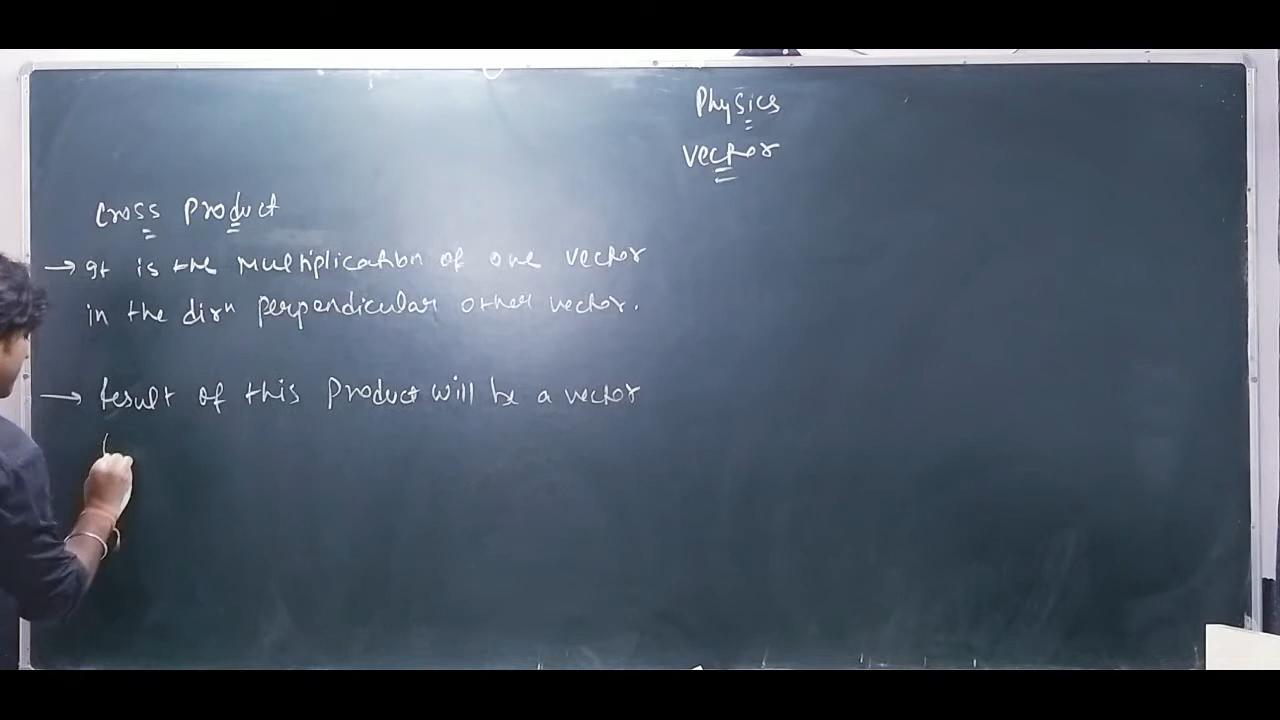 Physics
Vector
Cross Product
→ It is the multiplication of one vector
in the dirⁿ perpendicular other vector.
→ Result of this product will be a vector